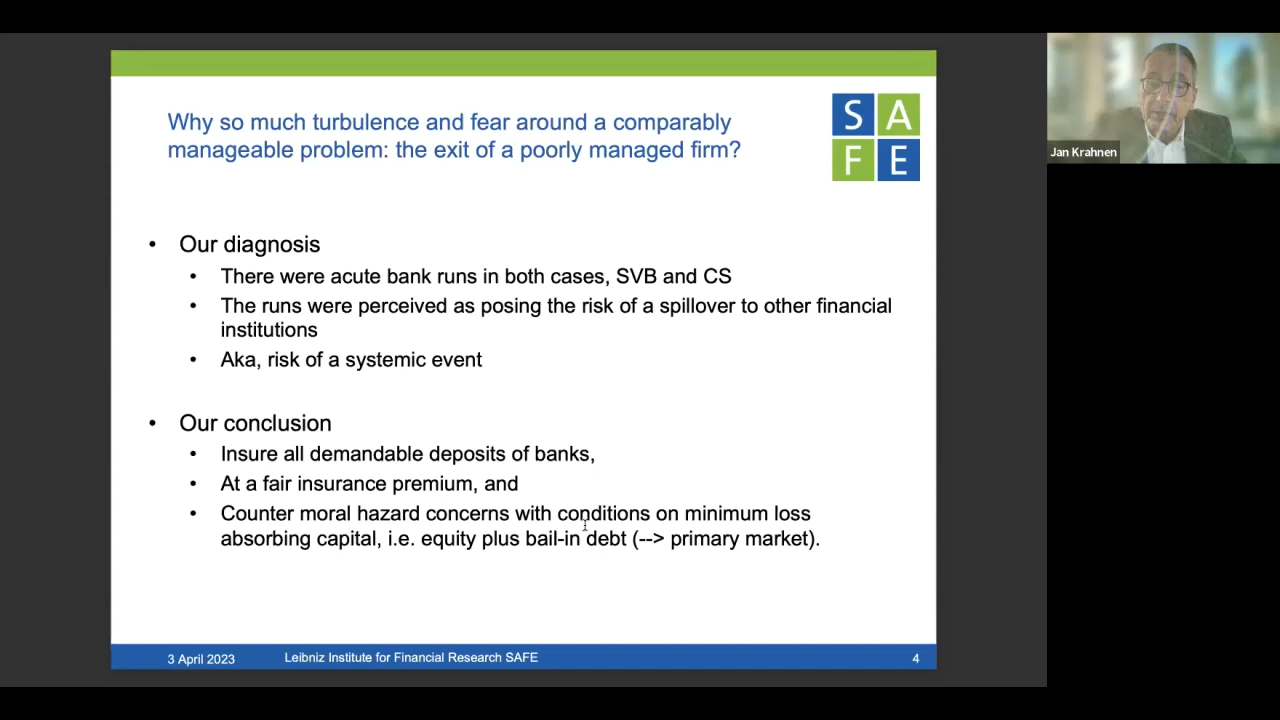 Why so much turbulence and fear around a comparably
manageable problem: the exit of a poorly managed firm?
S A
F E
Jan Krahnen
• Our diagnosis
• There were acute bank runs in both cases, SVB and CS
• The runs were perceived as posing the risk of a spillover to other financial
institutions
• Aka, risk of a systemic event
• Our conclusion
• Insure all demandable deposits of banks,
• At a fair insurance premium, and
• Counter moral hazard concerns with conditions on minimum loss
absorbing capital, i.e. equity plus bail-in debt (--> primary market).
3 April 2023 Leibniz Institute for Financial Research SAFE 4